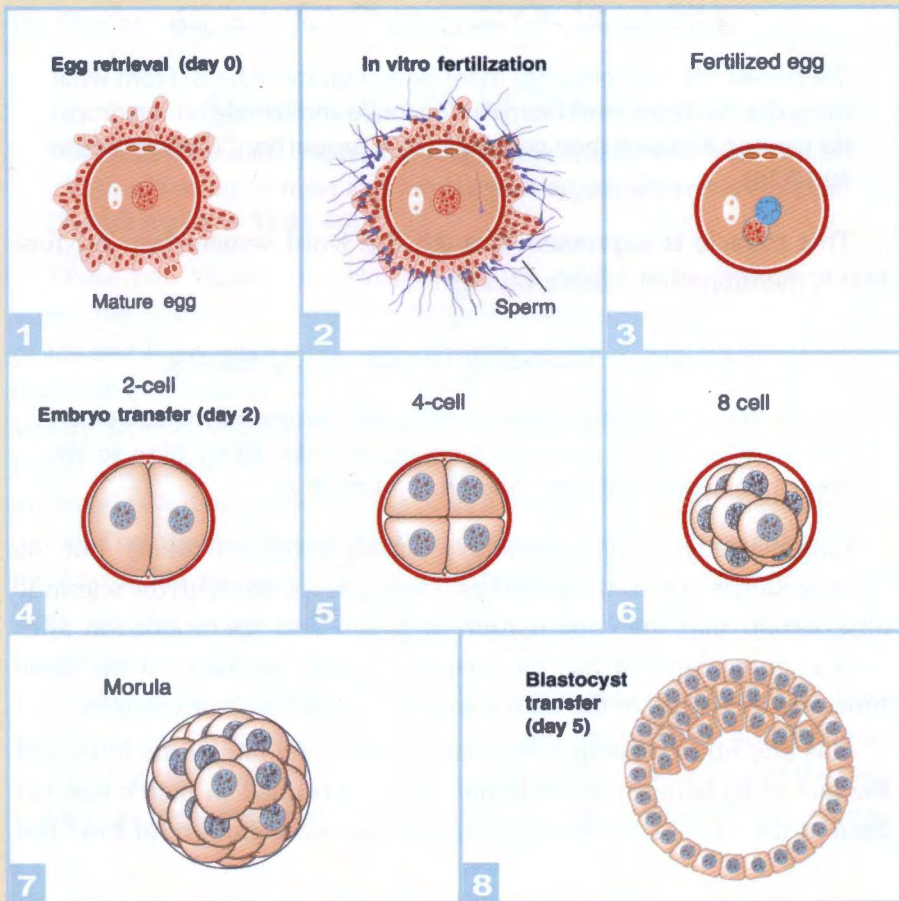 Egg retrieval (day 0)
Mature egg
1
In vitro fertilization
Sperm
2
Fertilized egg
3
2-cell
Embryo transfer (day 2)
4
4-cell
5
8 cell
6
Morula
7
Blastocyst
transfer
(day 5)
8